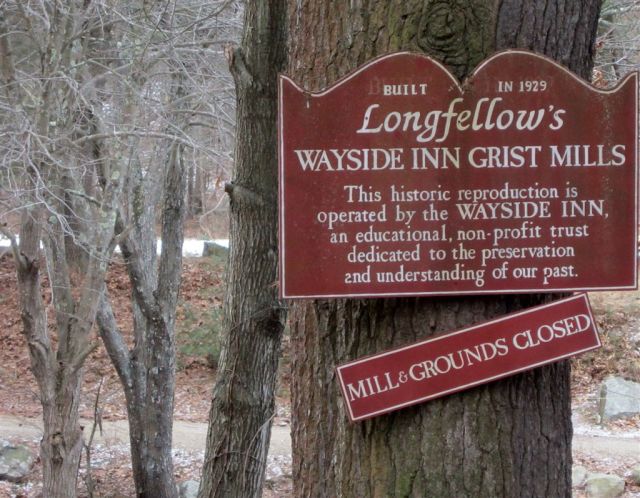 BUILT IN 1929
Longfellow's
WAYSIDE INN GRIST MILLS
This historic reproduction is
operated by the WAYSIDE INN,
an educational, non-profit trust
dedicated to the preservation
and understanding of our past.
MILL & GROUNDS CLOSED